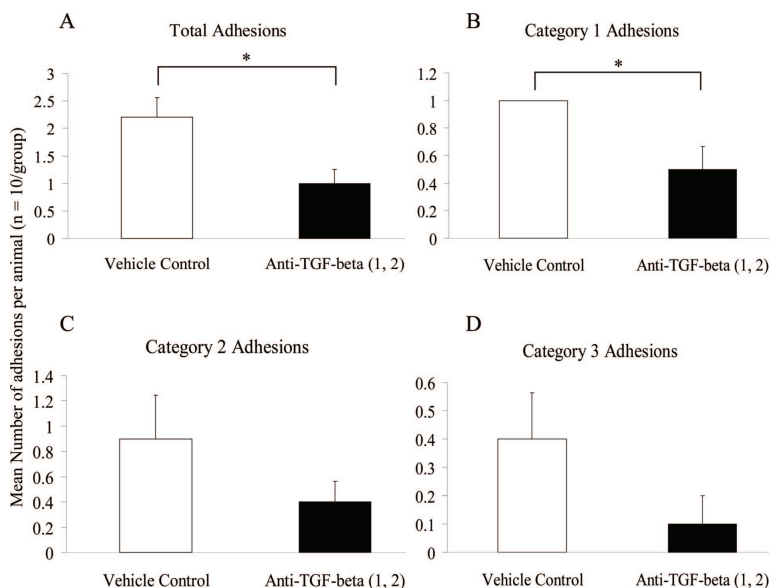 A
Total Adhesions
*
3
2.5
2
1.5
1
0.5
0
Vehicle Control Anti-TGF-beta (1, 2)
B
Category 1 Adhesions
*
1.2
1
0.8
0.6
0.4
0.2
0
Vehicle Control Anti-TGF-beta (1, 2)
Mean Number of adhesions per animal (n = 10/group)
C
Category 2 Adhesions
1.4
1.2
1
0.8
0.6
0.4
0.2
0
Vehicle Control Anti-TGF-beta (1, 2)
D
Category 3 Adhesions
0.6
0.5
0.4
0.3
0.2
0.1
0
Vehicle Control Anti-TGF-beta (1, 2)